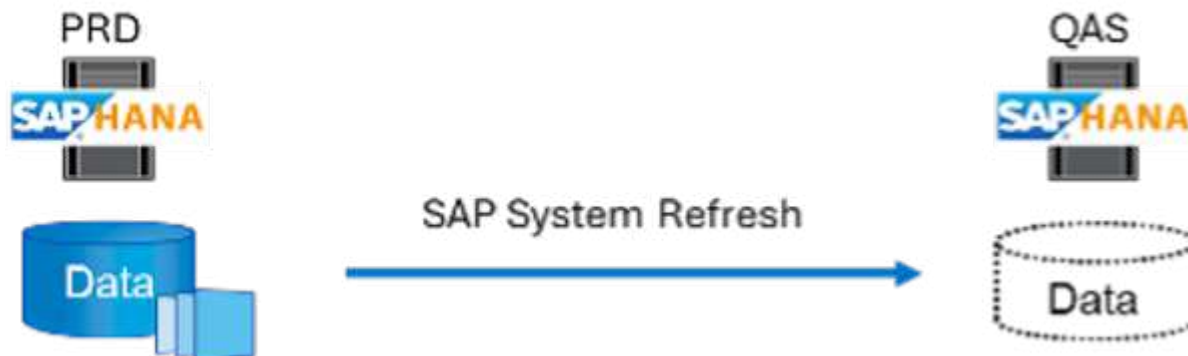 PRD
QAS
SAP HANA
SAP HANA
SAP System Refresh
Data
Data